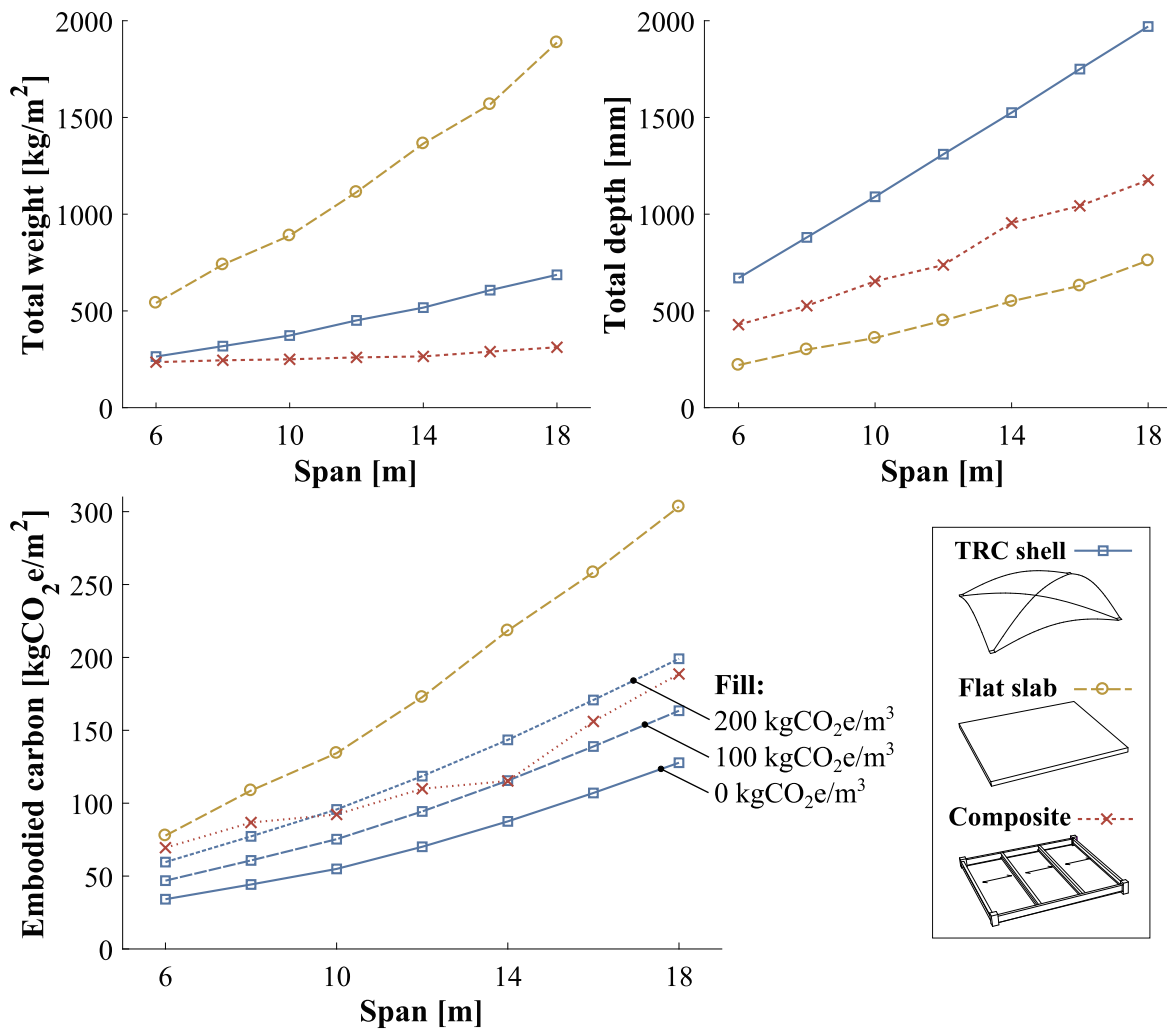 Total weight [kg/m²]
2000
1500
1000
500
0
6
10
14
18
Span [m]
Total depth [mm]
2000
1500
1000
500
0
6
10
14
18
Span [m]
Embodied carbon [kgCO₂e/m²]
300
250
200
150
100
50
0
6
10
14
18
Span [m]
Fill:
200 kgCO₂e/m³
100 kgCO₂e/m³
0 kgCO₂e/m³
TRC shell
Flat slab
Composite